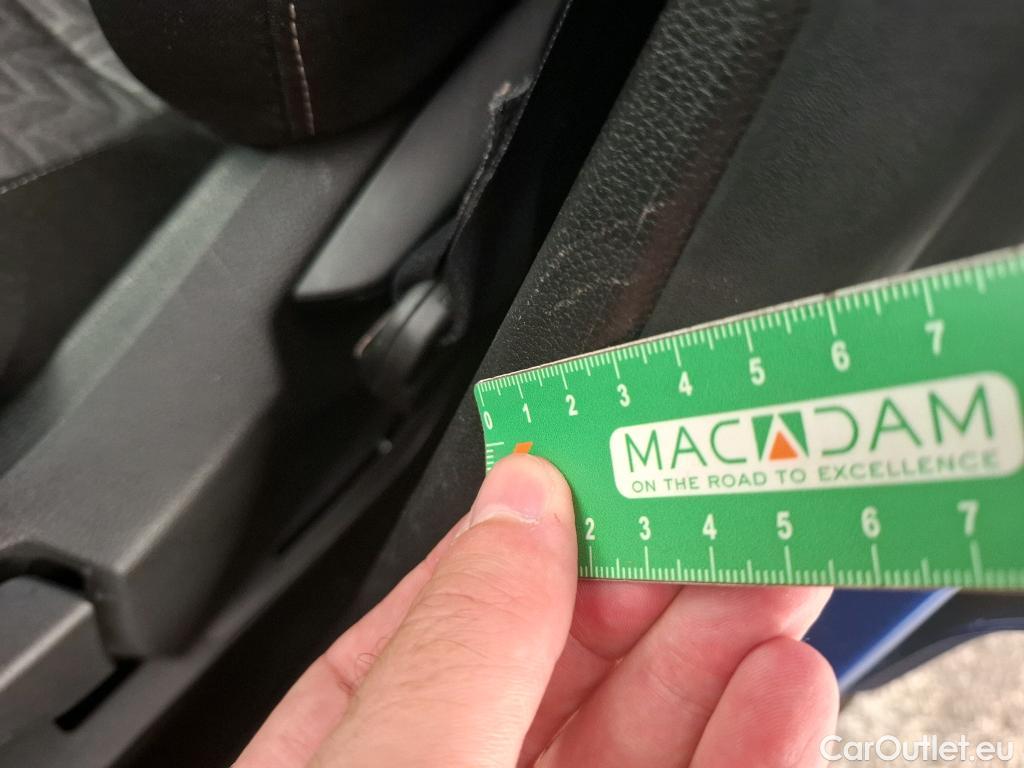 0 1 2 3 4 5 6 7
MACADAM
ON THE ROAD TO EXCELLENCE
2 3 4 5 6 7
CarOutlet.eu